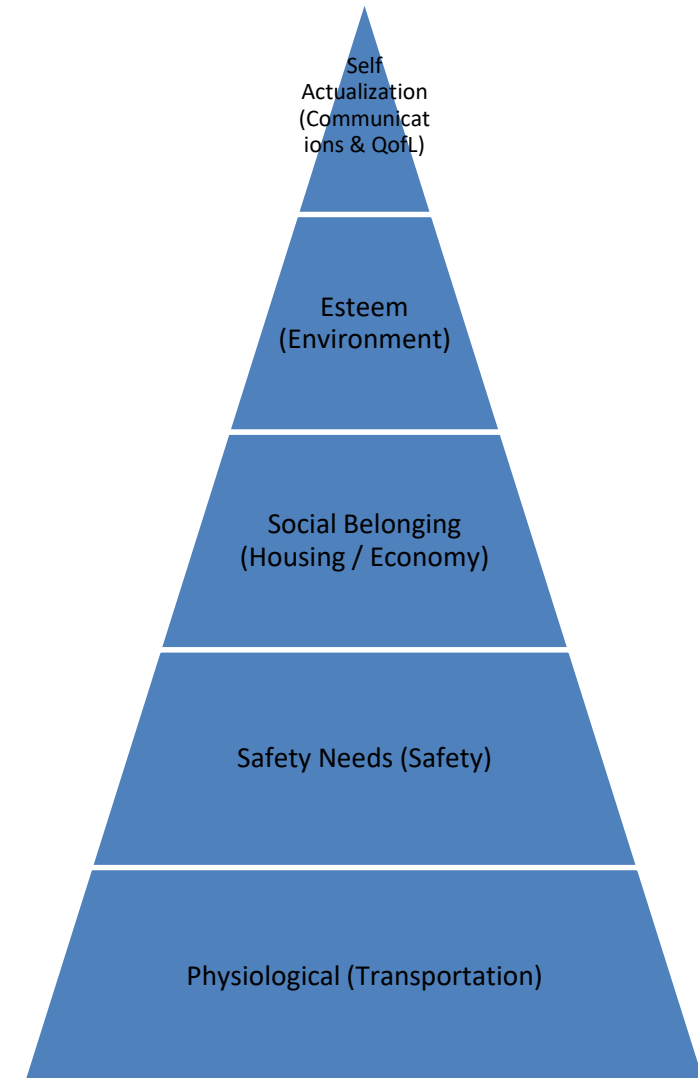 Self
Actualization
(Communicat
ions & QofL)
Esteem
(Environment)
Social Belonging
(Housing / Economy)
Safety Needs (Safety)
Physiological (Transportation)